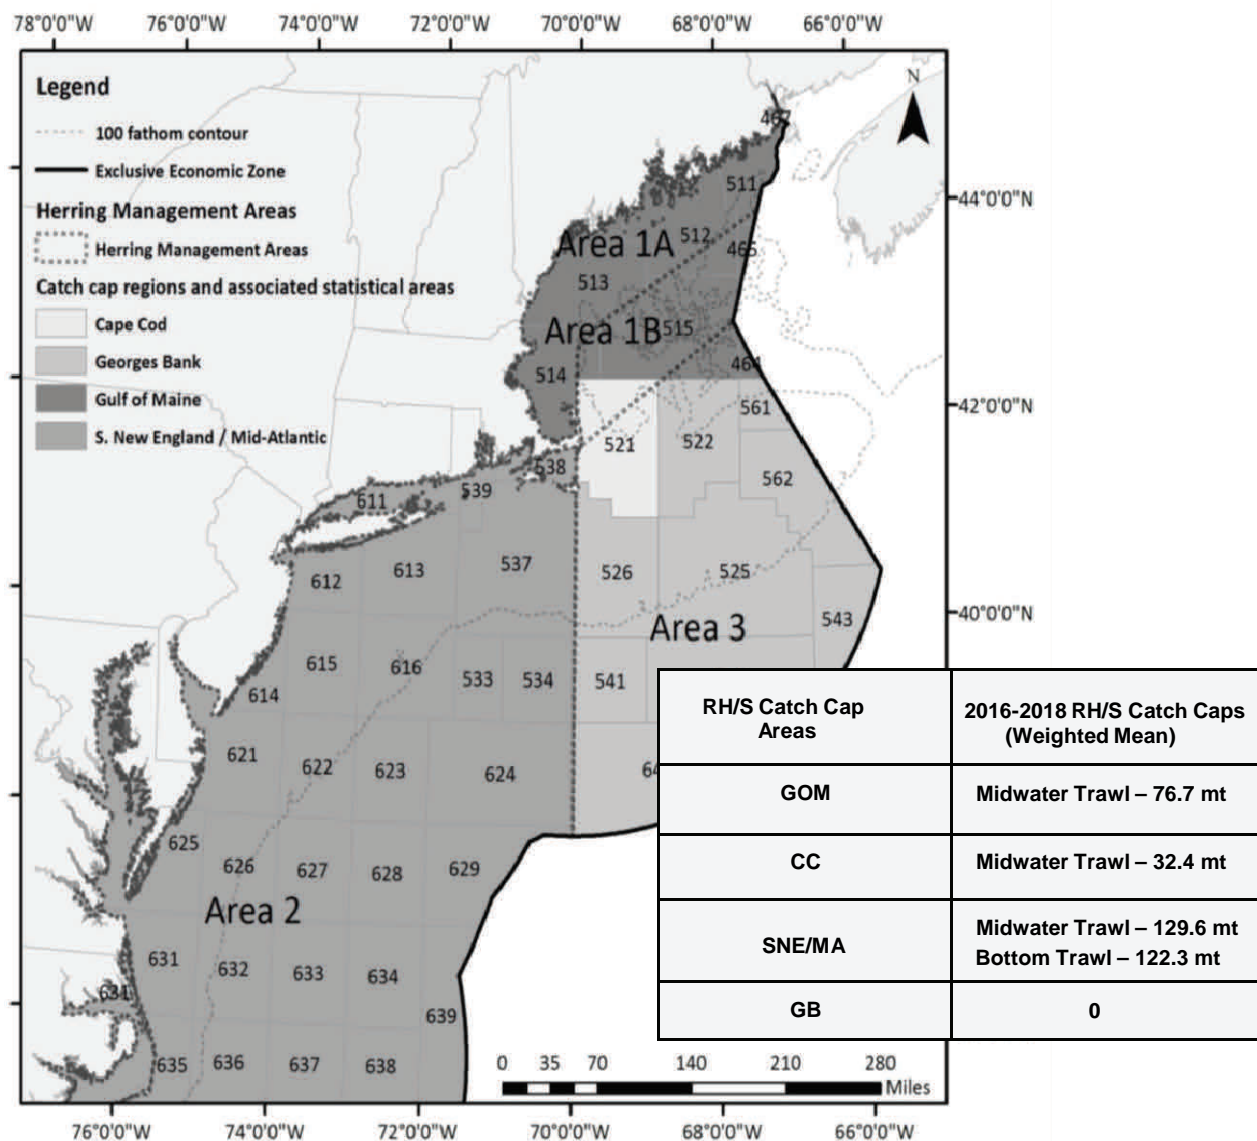 78°0'0"W 76°0'0"W 74°0'0"W 72°0'0"W 70°0'0"W 68°0'0"W 66°0'0"W
Legend
100 fathom contour
Exclusive Economic Zone
Herring Management Areas
Herring Management Areas
Catch cap regions and associated statistical areas
Cape Cod
Georges Bank
Gulf of Maine
S. New England / Mid-Atlantic
N
467
511
44°0'0"N
512
Area 1A
465
513
Area 1B
515
464
514
42°0'0"N
561
521
522
538
562
539
611
537
613
612
526
525
40°0'0"N
543
Area 3
615
616
533
534
541
614
621
622
623
624
64
625
626
627
628
629
Area 2
631
632
633
634
631
639
635
636
637
638
RH/S Catch Cap
Areas
2016-2018 RH/S Catch Caps
(Weighted Mean)
GOM
Midwater Trawl – 76.7 mt
CC
Midwater Trawl – 32.4 mt
SNE/MA
Midwater Trawl – 129.6 mt
Bottom Trawl – 122.3 mt
GB
0
0 35 70 140 210 280
Miles
76°0'0"W 74°0'0"W 72°0'0"W 70°0'0"W 68°0'0"W 66°0'0"W